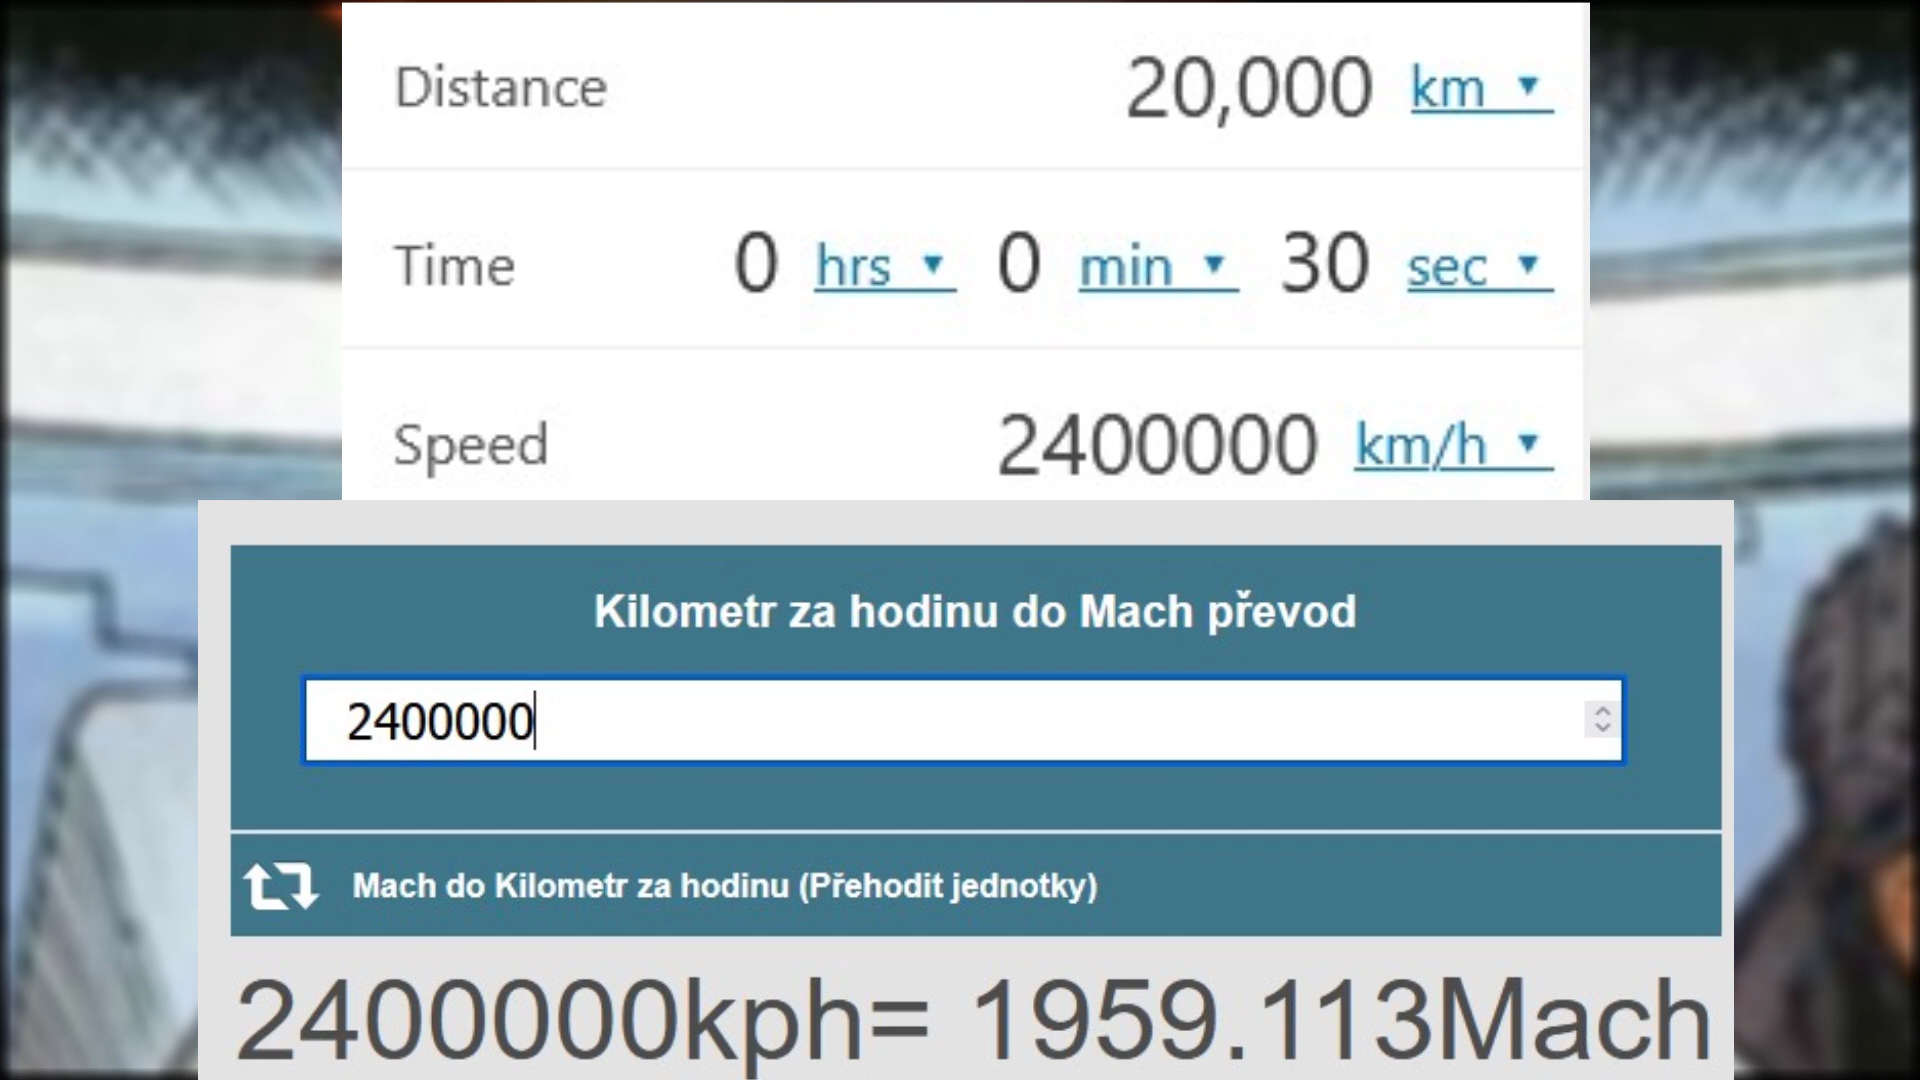 Distance 20,000 km
Time 0 hrs 0 min 30 sec
Speed 2400000 km/h
Kilometr za hodinu do Mach převod
2400000
Mach do Kilometr za hodinu (Přehodit jednotky)
2400000kph= 1959.113Mach